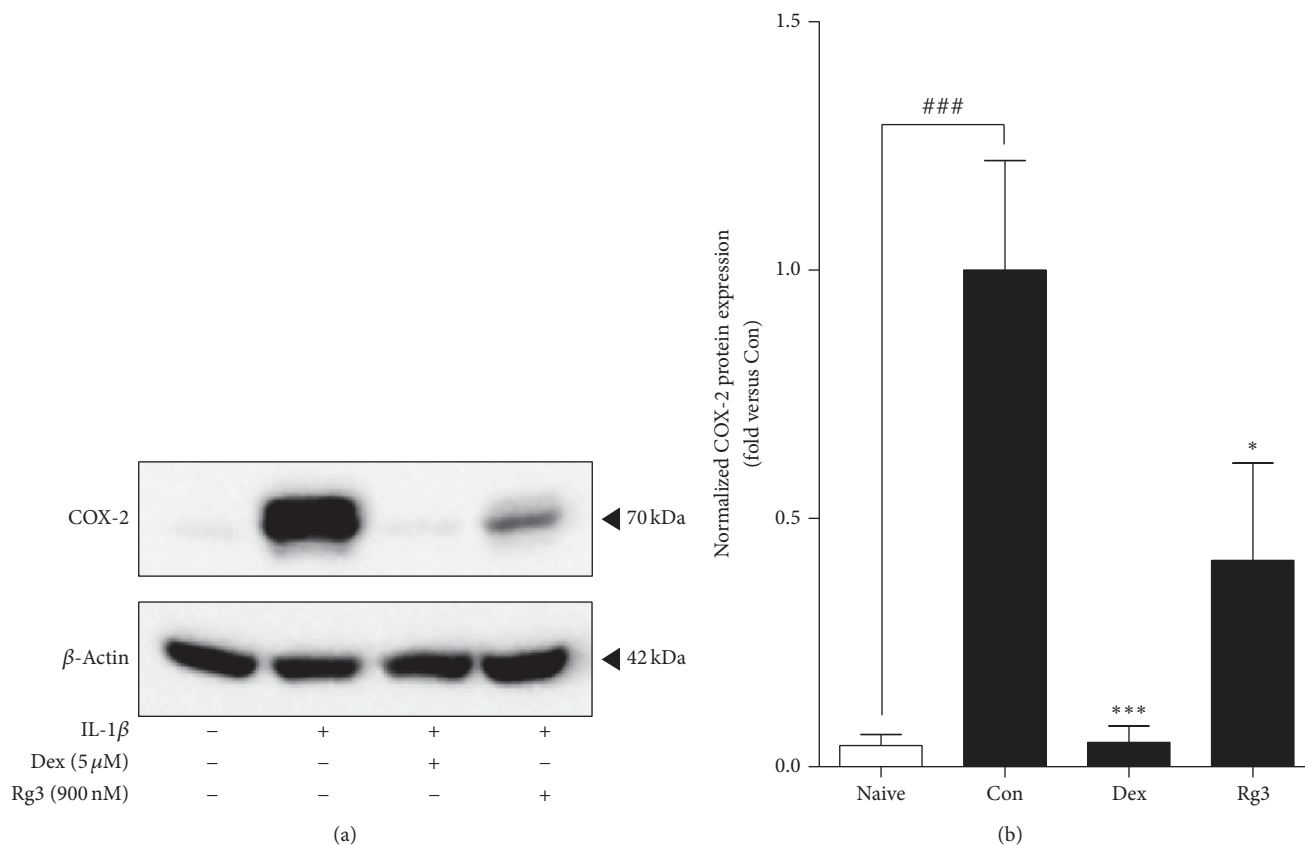 COX-2
70 kDa
β-Actin
42 kDa
IL-1β − + + +
Dex (5 μM) − − + −
Rg3 (900 nM) − − − +
(a)
Normalized COX-2 protein expression
(fold versus Con)
1.5
1.0
0.5
0.0
###
***
*
Naive Con Dex Rg3
(b)